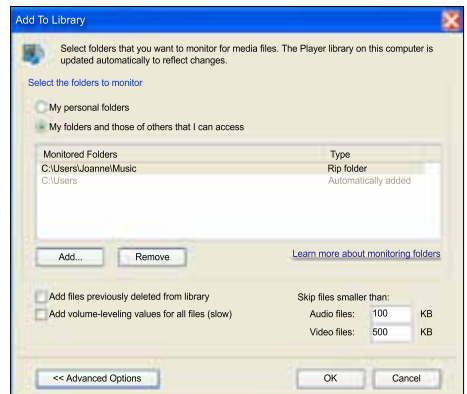 Add To Library
Select folders that you want to monitor for media files. The Player library on this computer is
updated automatically to reflect changes.
Select the folders to monitor
My personal folders
My folders and those of others that I can access
Monitored Folders Type
C:\Users\Joanne\Music Rip folder
C:\Users Automatically added
Add... Remove Learn more about monitoring folders
Add files previously deleted from library Skip files smaller than:
Add volume-leveling values for all files (slow) Audio files: 100 KB
Video files: 500 KB
<< Advanced Options OK Cancel